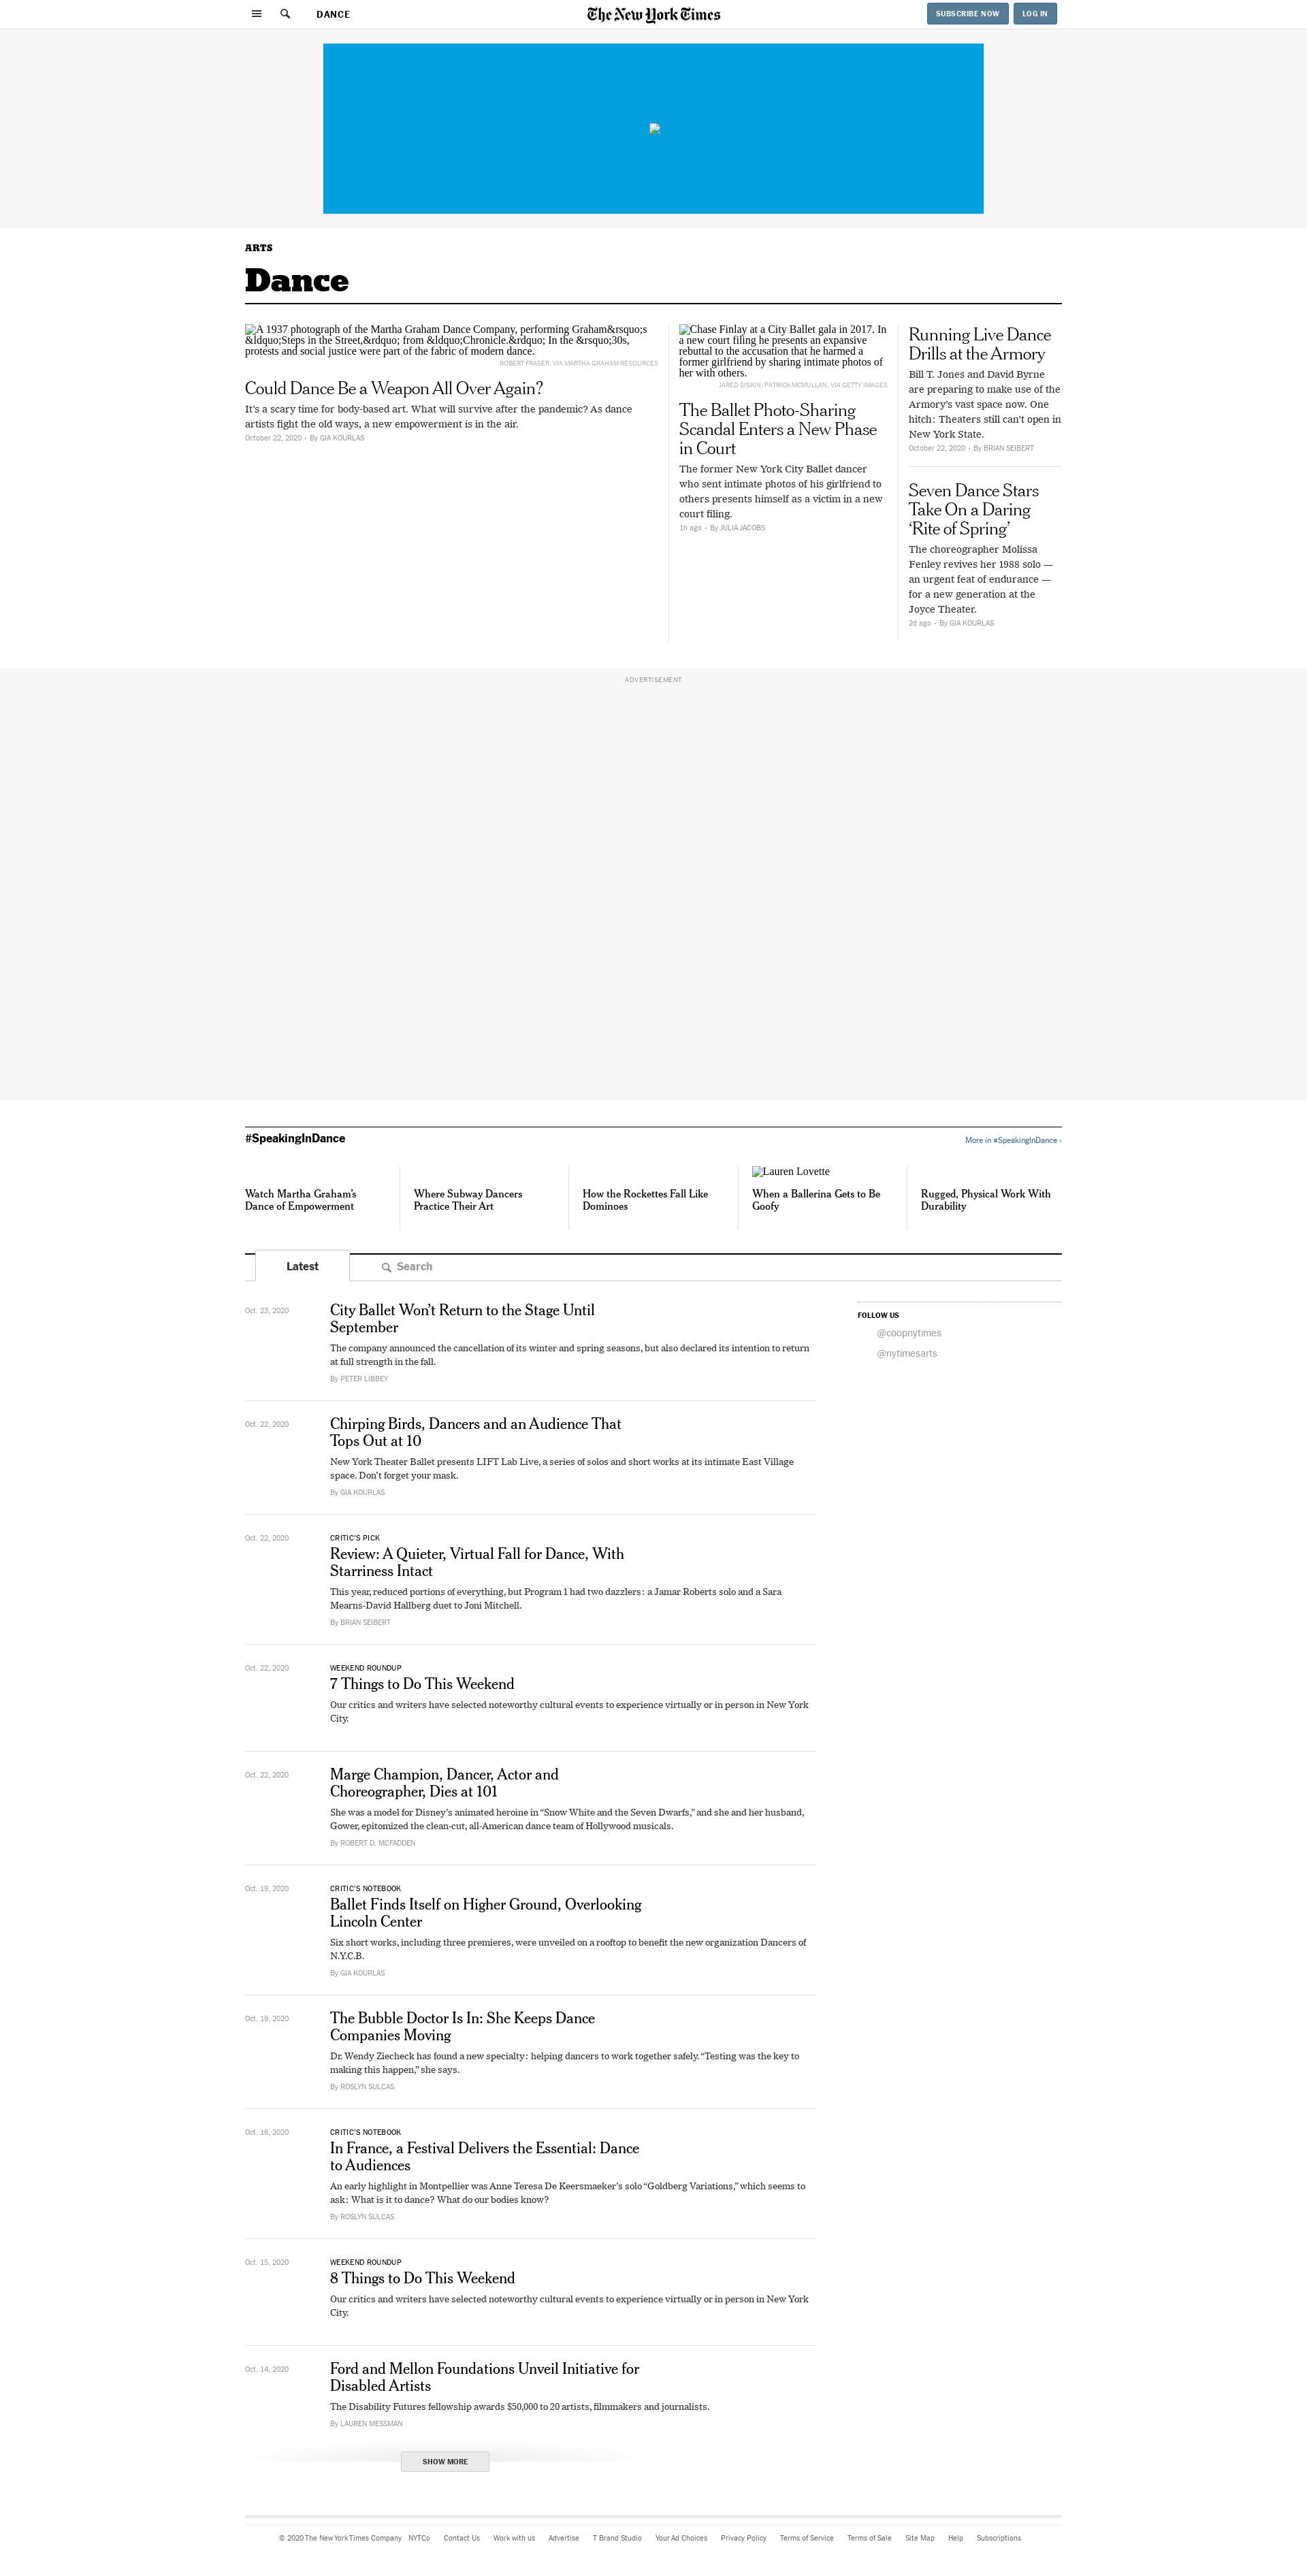 DANCE
The New York Times
SUBSCRIBE NOW
LOG IN
ARTS
Dance
A 1937 photograph of the Martha Graham Dance Company, performing Graham&rsquo;s
&ldquo;Steps in the Street,&rdquo; from &ldquo;Chronicle.&rdquo; In the &rsquo;30s,
protests and social justice were part of the fabric of modern dance.
ROBERT FRASER, VIA MARTHA GRAHAM RESOURCES
Could Dance Be a Weapon All Over Again?
It’s a scary time for body-based art. What will survive after the pandemic? As dance
artists fight the old ways, a new empowerment is in the air.
October 22, 2020 • By GIA KOURLAS
Chase Finlay at a City Ballet gala in 2017. In
a new court filing he presents an expansive
rebuttal to the accusation that he harmed a
former girlfriend by sharing intimate photos of
her with others.
JARED SISKIN/PATRICK MCMULLAN, VIA GETTY IMAGES
The Ballet Photo-Sharing
Scandal Enters a New Phase
in Court
The former New York City Ballet dancer
who sent intimate photos of his girlfriend to
others presents himself as a victim in a new
court filing.
1h ago • By JULIA JACOBS
Running Live Dance
Drills at the Armory
Bill T. Jones and David Byrne
are preparing to make use of the
Armory’s vast space now. One
hitch: Theaters still can’t open in
New York State.
October 22, 2020 • By BRIAN SEIBERT
Seven Dance Stars
Take On a Daring
‘Rite of Spring’
The choreographer Molissa
Fenley revives her 1988 solo —
an urgent feat of endurance —
for a new generation at the
Joyce Theater.
2d ago • By GIA KOURLAS
ADVERTISEMENT
#SpeakingInDance
More in #SpeakingInDance ›
Watch Martha Graham’s
Dance of Empowerment
Where Subway Dancers
Practice Their Art
How the Rockettes Fall Like
Dominoes
Lauren Lovette
When a Ballerina Gets to Be
Goofy
Rugged, Physical Work With
Durability
Latest
Search
Oct. 23, 2020
City Ballet Won’t Return to the Stage Until
September
The company announced the cancellation of its winter and spring seasons, but also declared its intention to return
at full strength in the fall.
By PETER LIBBEY
FOLLOW US
@coopnytimes
@nytimesarts
Oct. 22, 2020
Chirping Birds, Dancers and an Audience That
Tops Out at 10
New York Theater Ballet presents LIFT Lab Live, a series of solos and short works at its intimate East Village
space. Don’t forget your mask.
By GIA KOURLAS
Oct. 22, 2020
CRITIC’S PICK
Review: A Quieter, Virtual Fall for Dance, With
Starriness Intact
This year, reduced portions of everything, but Program 1 had two dazzlers: a Jamar Roberts solo and a Sara
Mearns-David Hallberg duet to Joni Mitchell.
By BRIAN SEIBERT
Oct. 22, 2020
WEEKEND ROUNDUP
7 Things to Do This Weekend
Our critics and writers have selected noteworthy cultural events to experience virtually or in person in New York
City.
Oct. 22, 2020
Marge Champion, Dancer, Actor and
Choreographer, Dies at 101
She was a model for Disney’s animated heroine in “Snow White and the Seven Dwarfs,” and she and her husband,
Gower, epitomized the clean-cut, all-American dance team of Hollywood musicals.
By ROBERT D. MCFADDEN
Oct. 19, 2020
CRITIC’S NOTEBOOK
Ballet Finds Itself on Higher Ground, Overlooking
Lincoln Center
Six short works, including three premieres, were unveiled on a rooftop to benefit the new organization Dancers of
N.Y.C.B.
By GIA KOURLAS
Oct. 19, 2020
The Bubble Doctor Is In: She Keeps Dance
Companies Moving
Dr. Wendy Ziecheck has found a new specialty: helping dancers to work together safely. “Testing was the key to
making this happen,” she says.
By ROSLYN SULCAS
Oct. 16, 2020
CRITIC’S NOTEBOOK
In France, a Festival Delivers the Essential: Dance
to Audiences
An early highlight in Montpellier was Anne Teresa De Keersmaeker’s solo “Goldberg Variations,” which seems to
ask: What is it to dance? What do our bodies know?
By ROSLYN SULCAS
Oct. 15, 2020
WEEKEND ROUNDUP
8 Things to Do This Weekend
Our critics and writers have selected noteworthy cultural events to experience virtually or in person in New York
City.
Oct. 14, 2020
Ford and Mellon Foundations Unveil Initiative for
Disabled Artists
The Disability Futures fellowship awards $50,000 to 20 artists, filmmakers and journalists.
By LAUREN MESSMAN
SHOW MORE
© 2020 The New York Times Company NYTCo Contact Us Work with us Advertise T Brand Studio Your Ad Choices Privacy Policy Terms of Service Terms of Sale Site Map Help Subscriptions